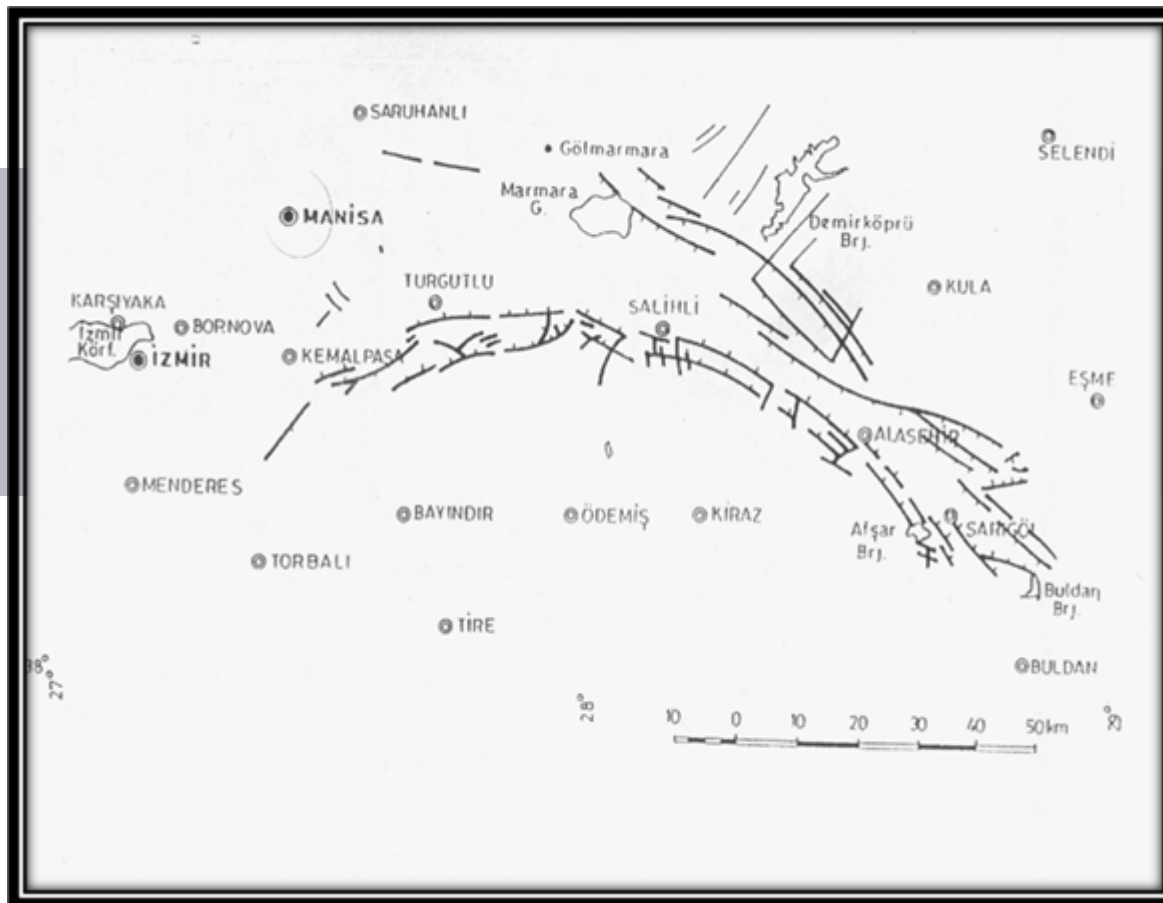 SARUHANLI
Gölmarmara
SELENDİ
Marmara
G.
MANİSA
Demirköprü
Brj.
TURGUTLU
KULA
KARŞIYAKA
SALİHLİ
İzmir
Körf.
BORNOVA
İZMİR
KEMALPAŞA
EŞME
ALAŞEHİR
MENDERES
BAYINDIR
ÖDEMİŞ
KİRAZ
Afşar
Brj.
SARIGÖL
TORBALI
Buldan
Brj.
TİRE
38°
27°
BULDAN
28°
10 0 10 20 30 40 50 km